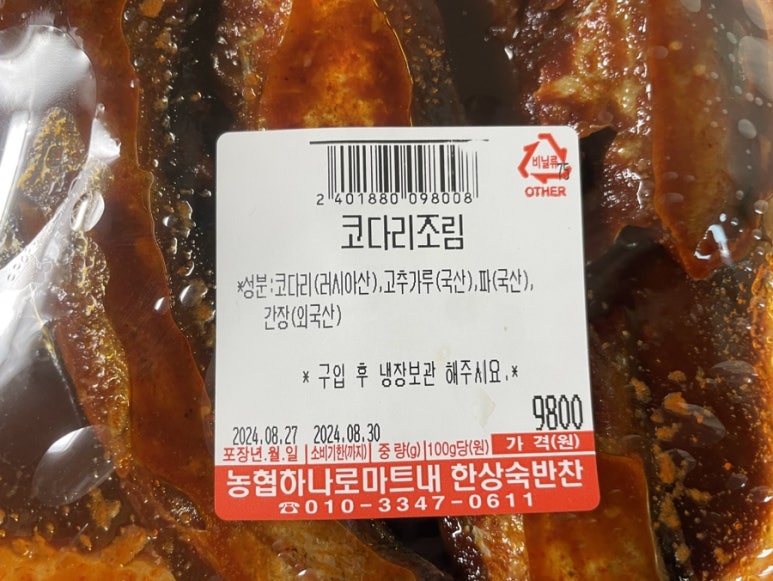 비닐류
OTHER
75
2 401880 098008
코다리조림
*성분:코다리(러시아산),고추가루(국산),파(국산),
간장(외국산)
* 구입 후 냉장보관 해주시요.*
9800
2024.08.27 2024.08.30
포장년.월.일 소비기한(까지) 중 량(g) 100g당(원) 가 격(원)
농협하나로마트내 한상숙반찬
☎010-3347-0611